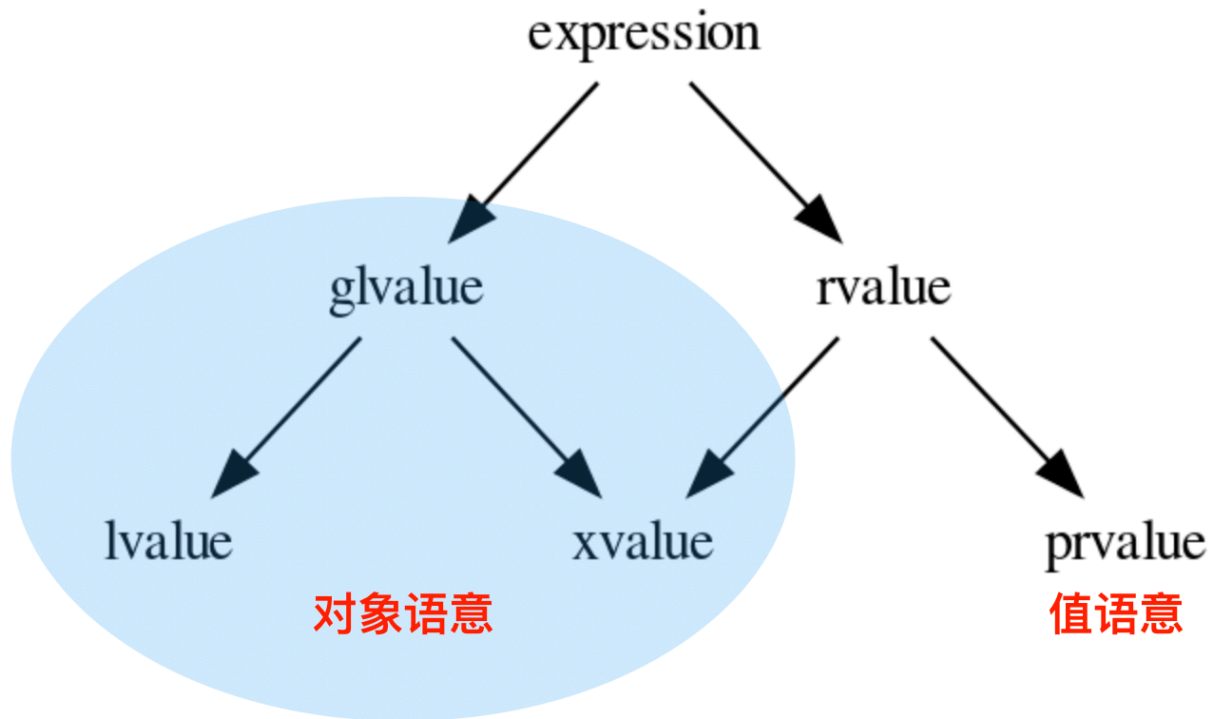 expression
glvalue
rvalue
lvalue
xvalue
prvalue
对象语意
值语意